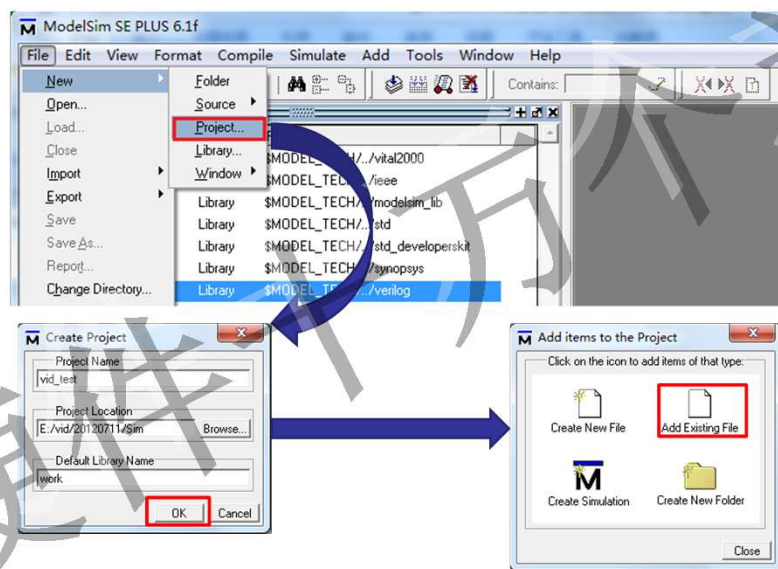 ModelSim SE PLUS 6.1f
File Edit View Format Compile Simulate Add Tools Window Help
New Folder Contains:
Open... Source
Load... Project...
Close Library... $MODEL_TECH/../vital2000
Import Window $MODEL_TECH/../ieee
Export Library $MODEL_TECH/../modelsim_lib
Save Library $MODEL_TECH/../std
Save As... Library $MODEL_TECH/../std_developerskit
Report... Library $MODEL_TECH/../synopsys
Change Directory... Library $MODEL_TECH/../verilog
Create Project
Project Name
vid_test
Project Location
E:/vid/20120711/Sim Browse...
Default Library Name
work
OK Cancel
Add items to the Project
Click on the icon to add items of that type:
Create New File Add Existing File
Create Simulation Create New Folder
Close
硬件十万个